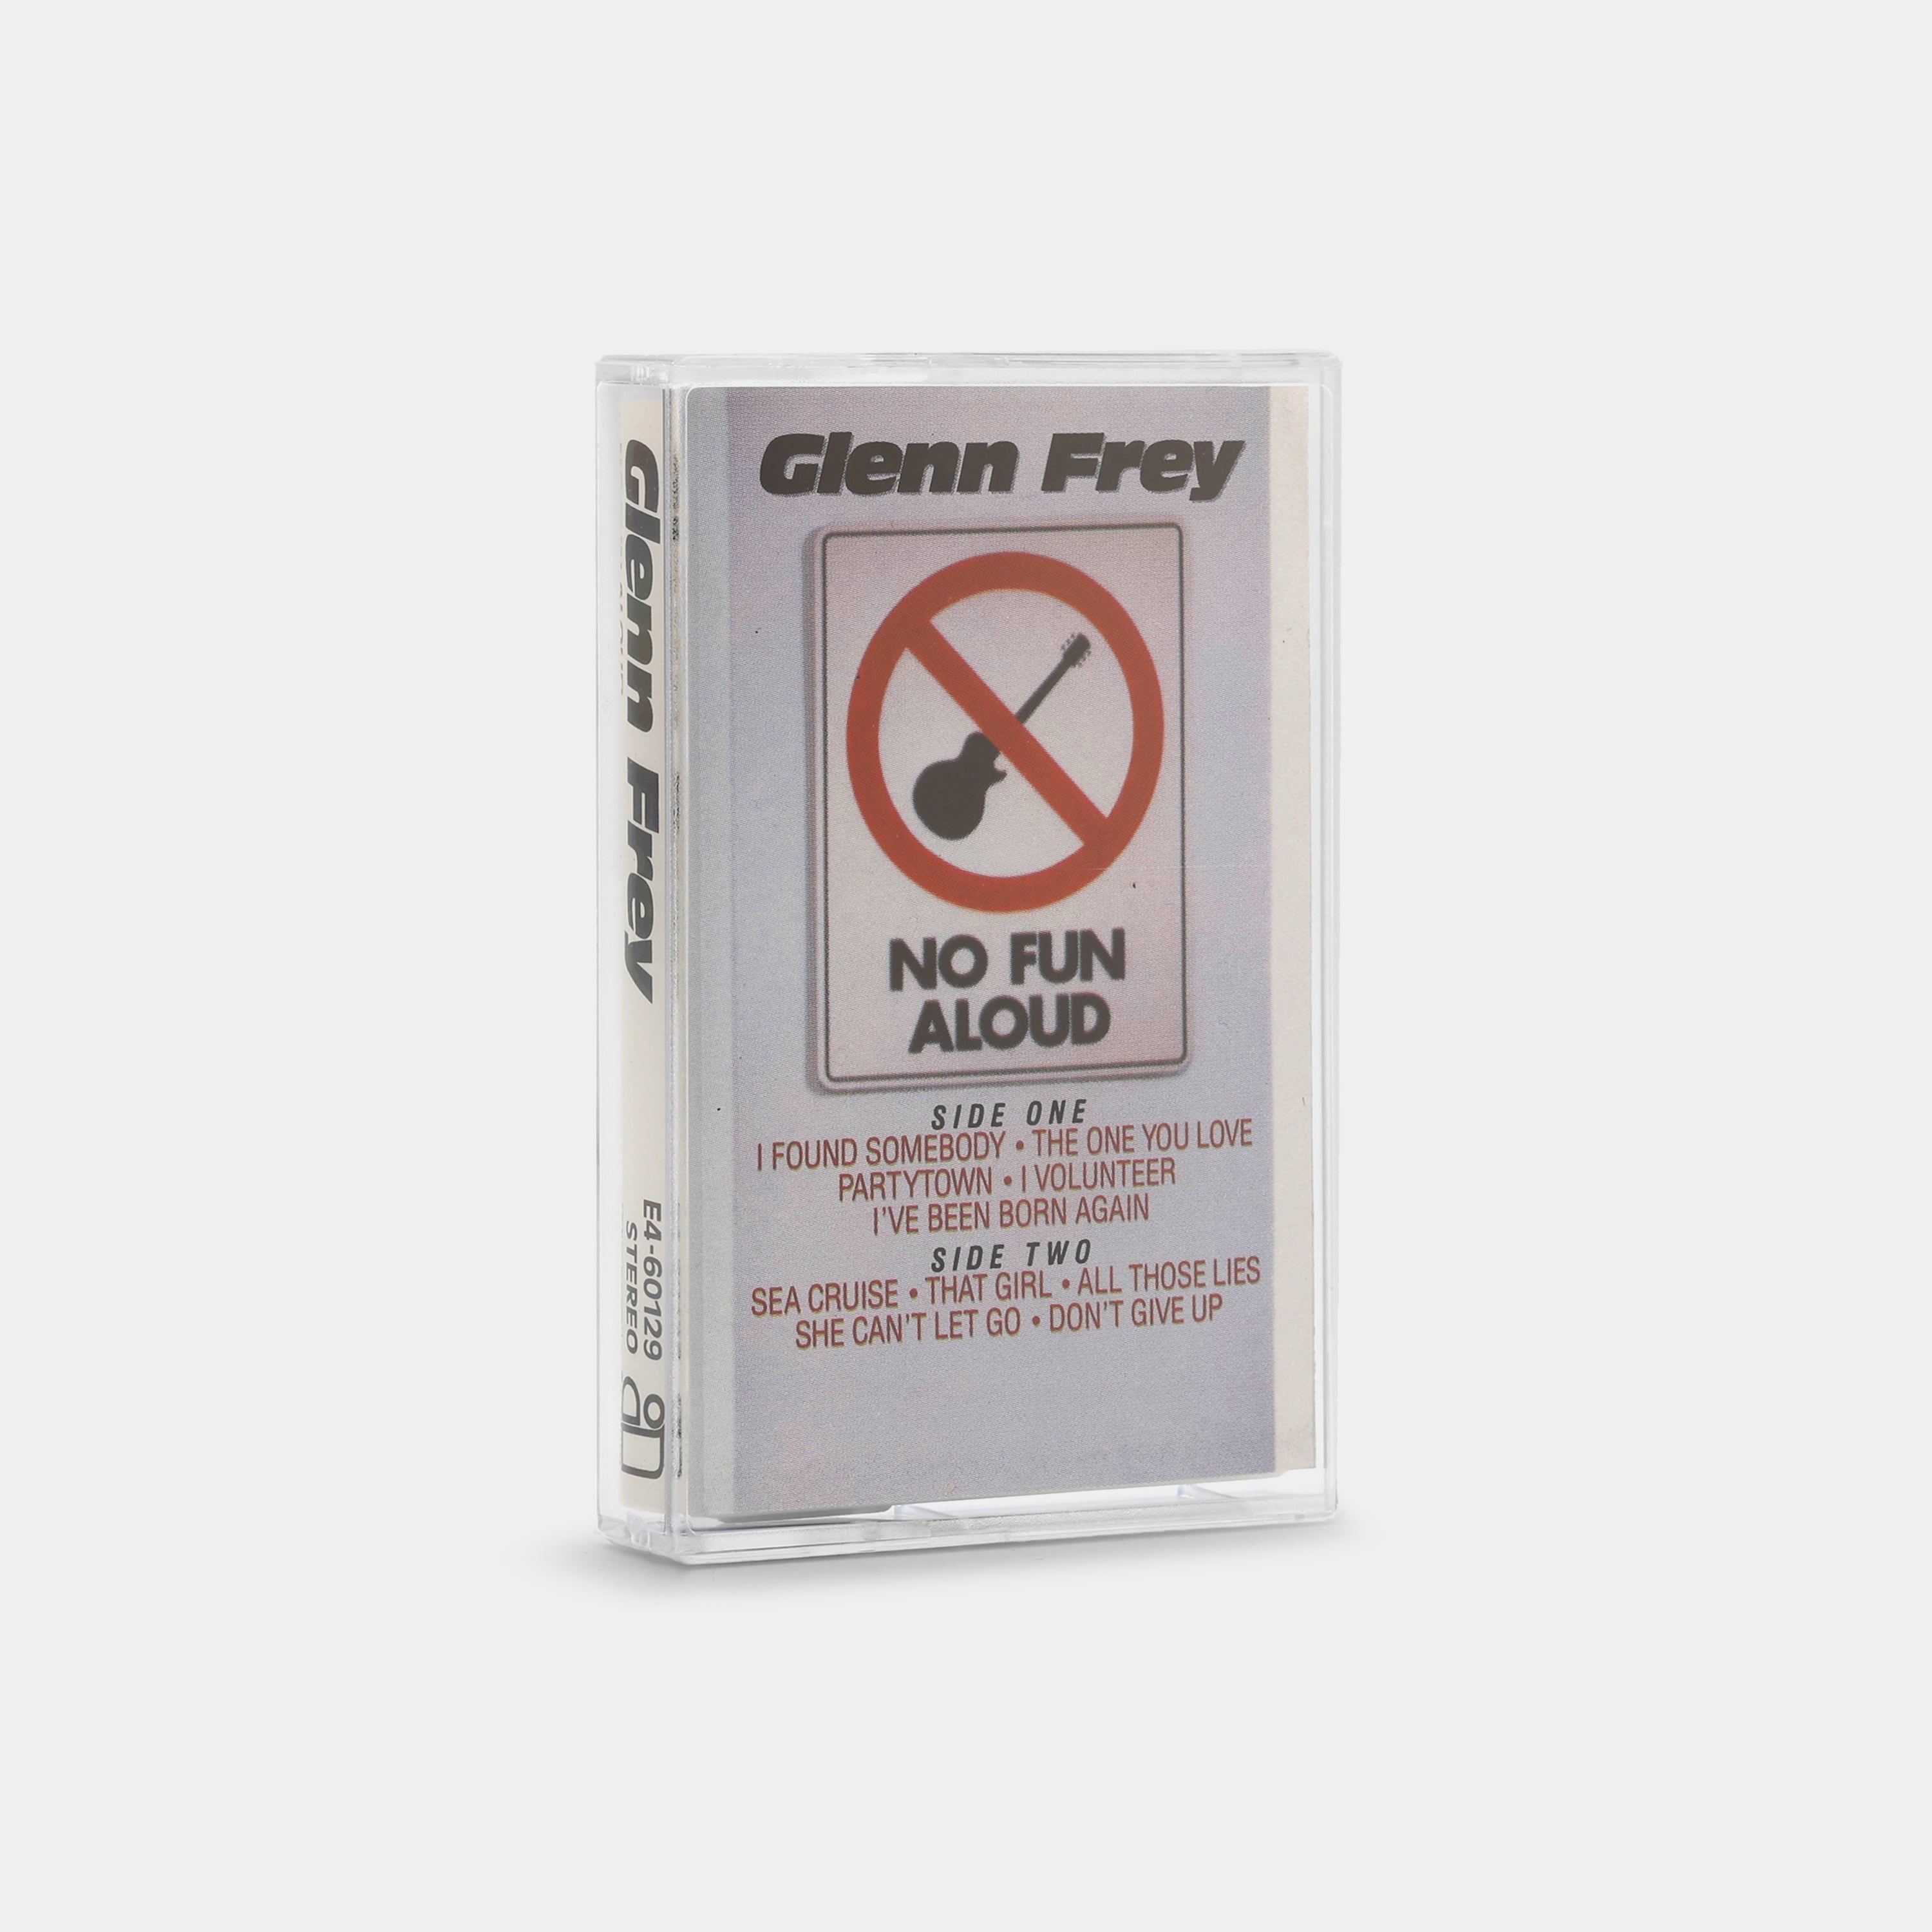 Glenn Frey
NO FUN
ALOUD
SIDE ONE
I FOUND SOMEBODY • THE ONE YOU LOVE
PARTYTOWN • I VOLUNTEER
I'VE BEEN BORN AGAIN
SIDE TWO
SEA CRUISE • THAT GIRL • ALL THOSE LIES
SHE CAN'T LET GO • DON'T GIVE UP
Glenn Frey
E4-60129
STEREO